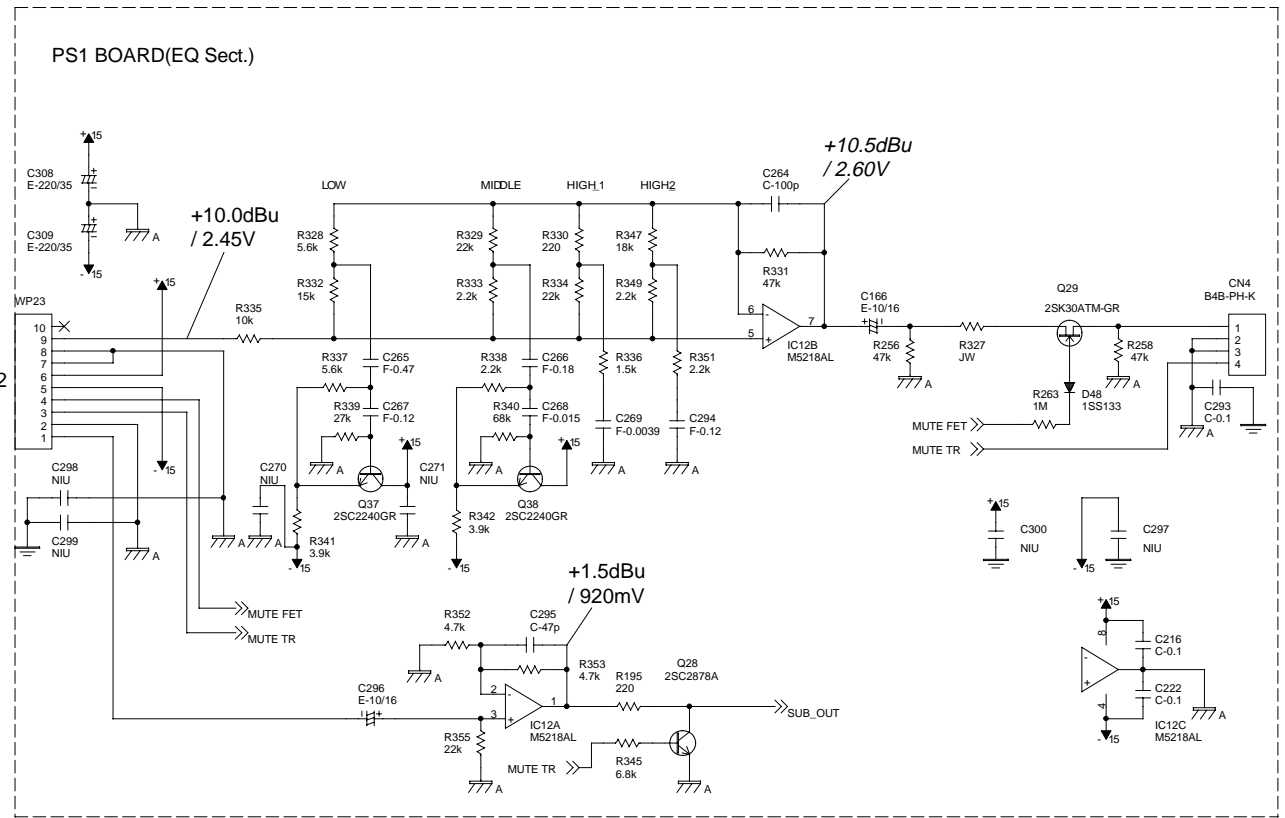 PS1 BOARD(EQ Sect.)
+ 15
C308
E-220/35
A
C309
E-220/35
- 15
+10.0dBu
/ 2.45V
+ 15
WP23
10
9
8
7
6
5
4
3
2
1
2
- 15
R335
10k
LOW
MIDDLE
HIGH_1
HIGH2
R328
5.6k
R332
15k
R329
22k
R333
2.2k
R330
220
R334
22k
R347
18k
R349
2.2k
C264
C-100p
+10.5dBu
/ 2.60V
R331
47k
6
-
5
+
7
IC12B
M5218AL
C166
E-10/16
+
-
R256
47k
A
R327
JW
Q29
2SK30ATM-GR
R258
47k
A
CN4
B4B-PH-K
1
2
3
4
C293
C-0.1
A
R263
1M
D48
1SS133
MUTE FET
MUTE TR
R337
5.6k
C265
F-0.47
R339
27k
C267
F-0.12
A
+ 15
C270
NIU
A
Q37
2SC2240GR
C271
NIU
A
R341
3.9k
- 15
R338
2.2k
C266
F-0.18
R340
68k
C268
F-0.015
A
+ 15
Q38
2SC2240GR
R342
3.9k
- 15
R336
1.5k
C269
F-0.0039
A
R351
2.2k
C294
F-0.12
A
C298
NIU
C299
NIU
A
A
MUTE FET
MUTE TR
+ 15
C300
NIU
C297
NIU
- 15
+1.5dBu
/ 920mV
R352
4.7k
A
C295
C-47p
R353
4.7k
C296
E-10/16
- +
R355
22k
A
2
-
3
+
1
IC12A
M5218AL
R195
220
Q28
2SC2878A
SUB_OUT
MUTE TR
R345
6.8k
A
+ 15
8
-
+
4
- 15
C216
C-0.1
C222
C-0.1
A
IC12C
M5218AL